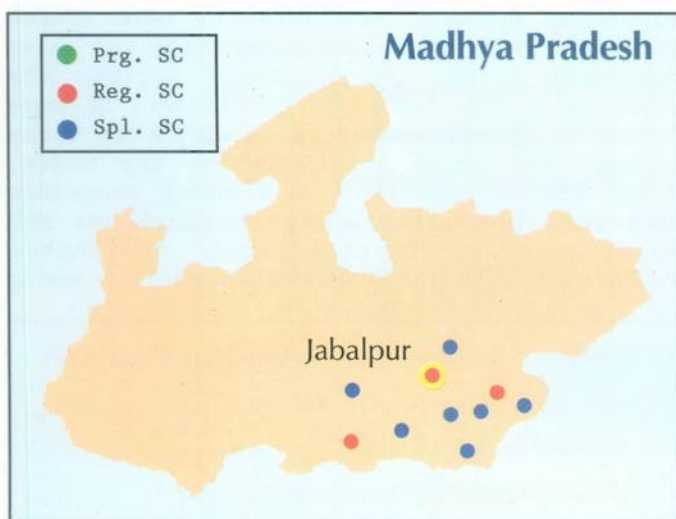 Madhya Pradesh
Prg. SC
Reg. SC
Spl. SC
Jabalpur